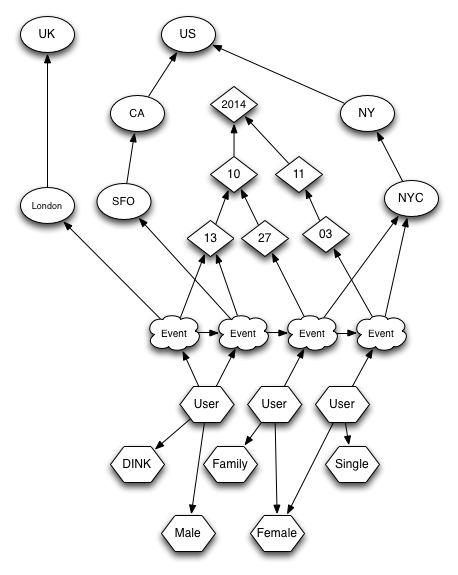 UK
US
2014
CA
NY
10
11
London
SFO
NYC
13
27
03
Event
Event
Event
Event
User
User
User
DINK
Family
Single
Male
Female